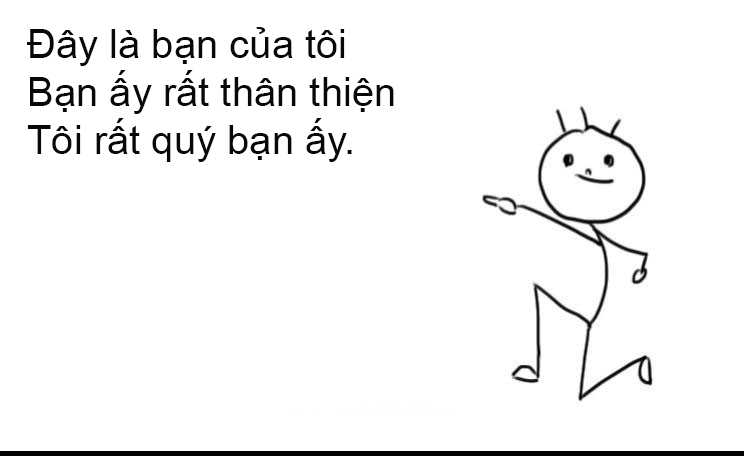 Đây là bạn của tôi
Bạn ấy rất thân thiện
Tôi rất quý bạn ấy.